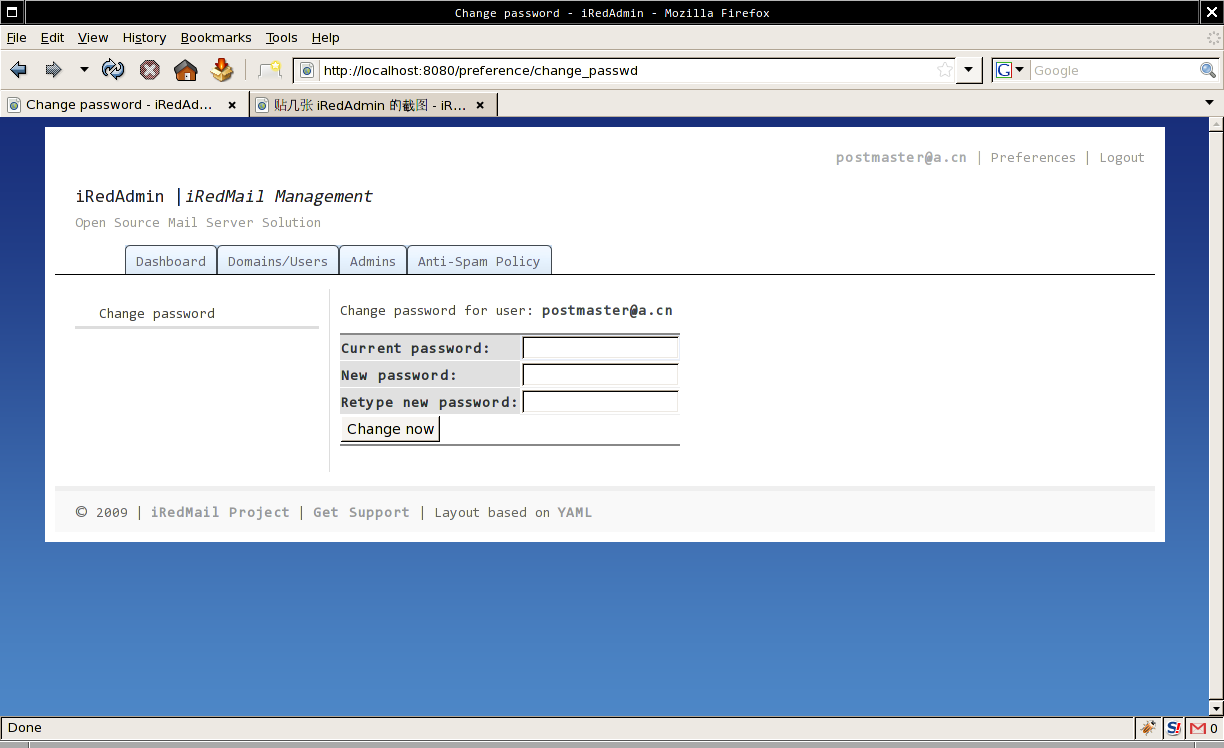 Change password - iRedAdmin - Mozilla Firefox
File Edit View History Bookmarks Tools Help
http://localhost:8080/preference/change_passwd
G Google
Change password - iRedAd... 贴几张 iRedAdmin 的截图 - iR...
postmaster@a.cn | Preferences | Logout
iRedAdmin |iRedMail Management
Open Source Mail Server Solution
Dashboard Domains/Users Admins Anti-Spam Policy
Change password
Change password for user: postmaster@a.cn
Current password:
New password:
Retype new password:
Change now
© 2009 | iRedMail Project | Get Support | Layout based on YAML
Done S! M 0